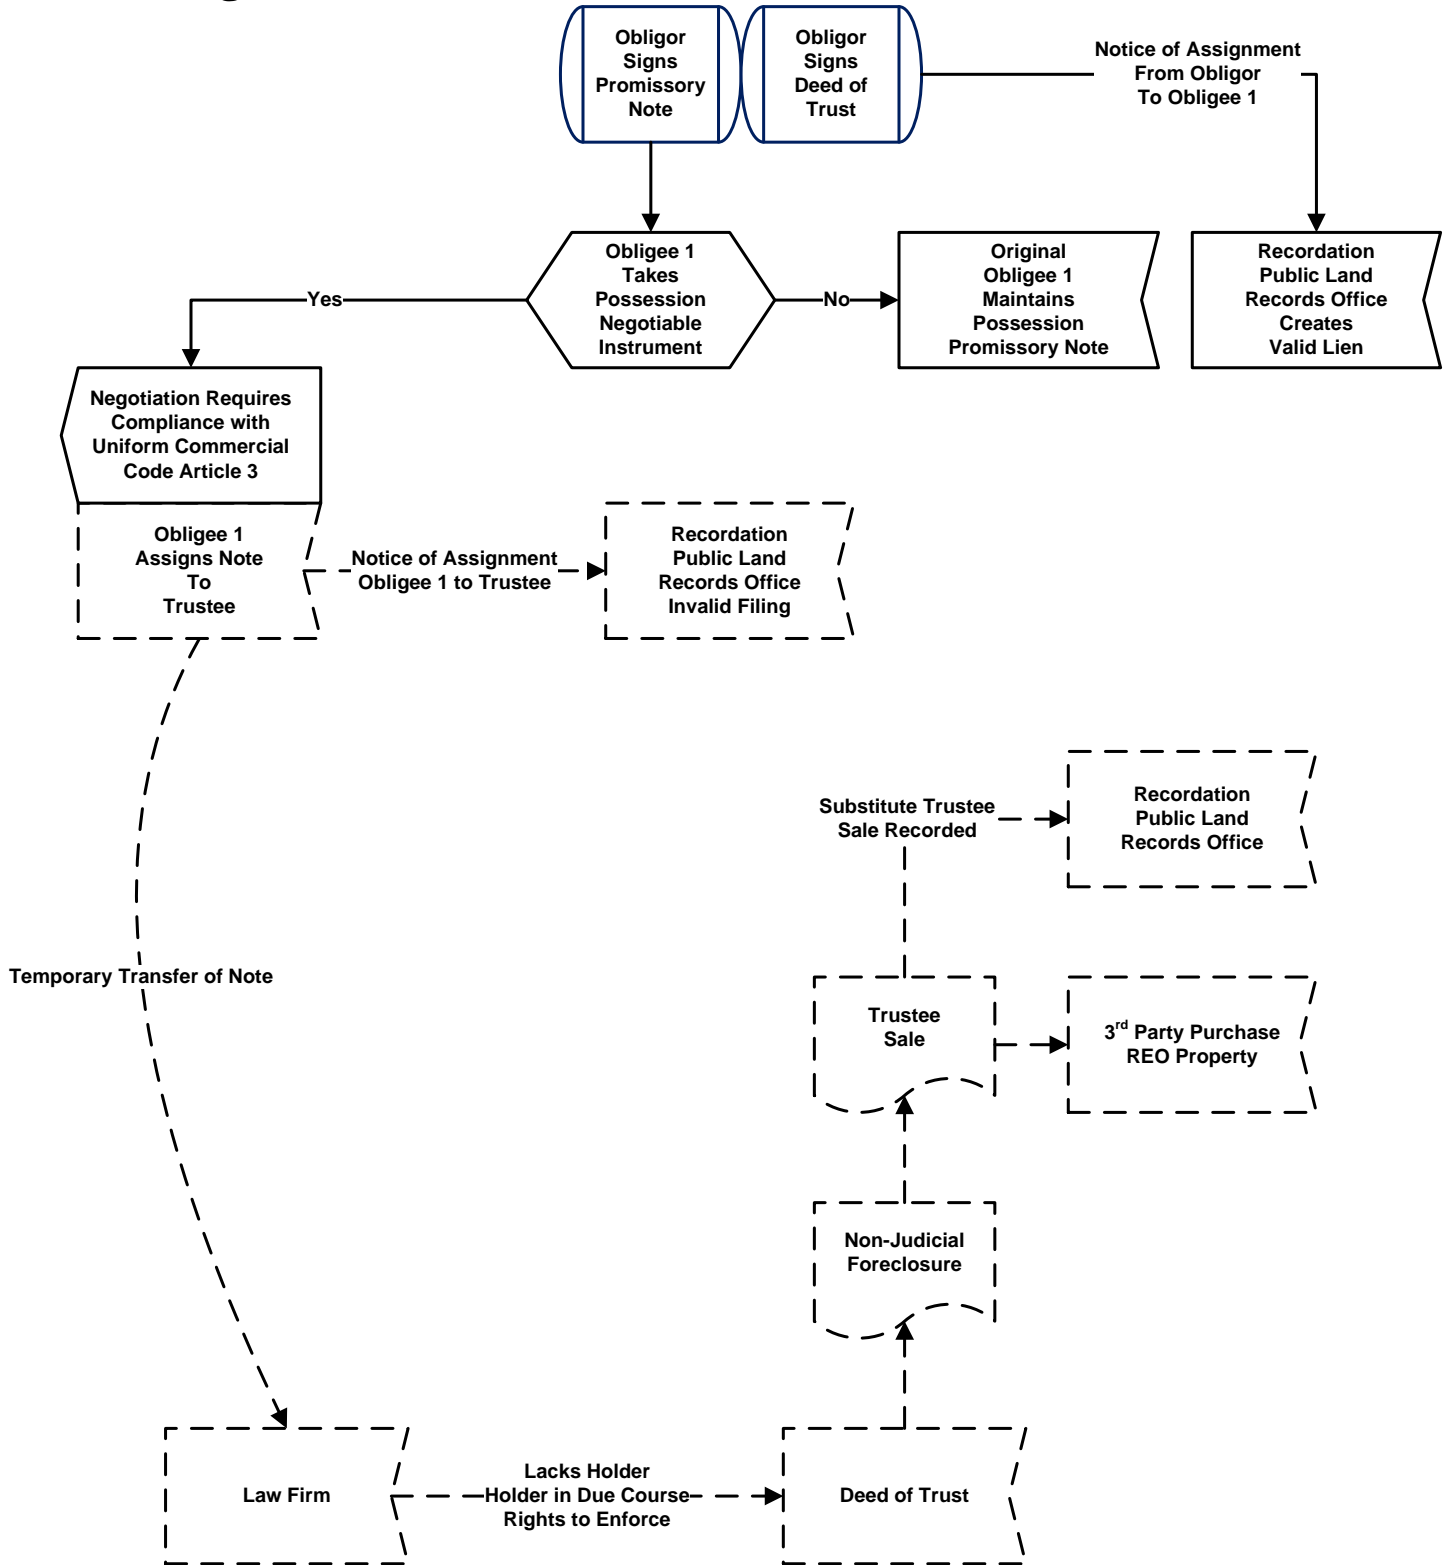 Obligor
Signs
Promissory
Note
Obligor
Signs
Deed of
Trust
Notice of Assignment
From Obligor
To Obligee 1
Obligee 1
Takes
Possession
Negotiable
Instrument
Original
Obligee 1
Maintains
Possession
Promissory Note
Recordation
Public Land
Records Office
Creates
Valid Lien
Yes
No
Negotiation Requires
Compliance with
Uniform Commercial
Code Article 3
Obligee 1
Assigns Note
To
Trustee
Notice of Assignment
Obligee 1 to Trustee
Recordation
Public Land
Records Office
Invalid Filing
Substitute Trustee
Sale Recorded
Recordation
Public Land
Records Office
Temporary Transfer of Note
Trustee
Sale
3rd Party Purchase
REO Property
Non-Judicial
Foreclosure
Law Firm
Lacks Holder
Holder in Due Course
Rights to Enforce
Deed of Trust